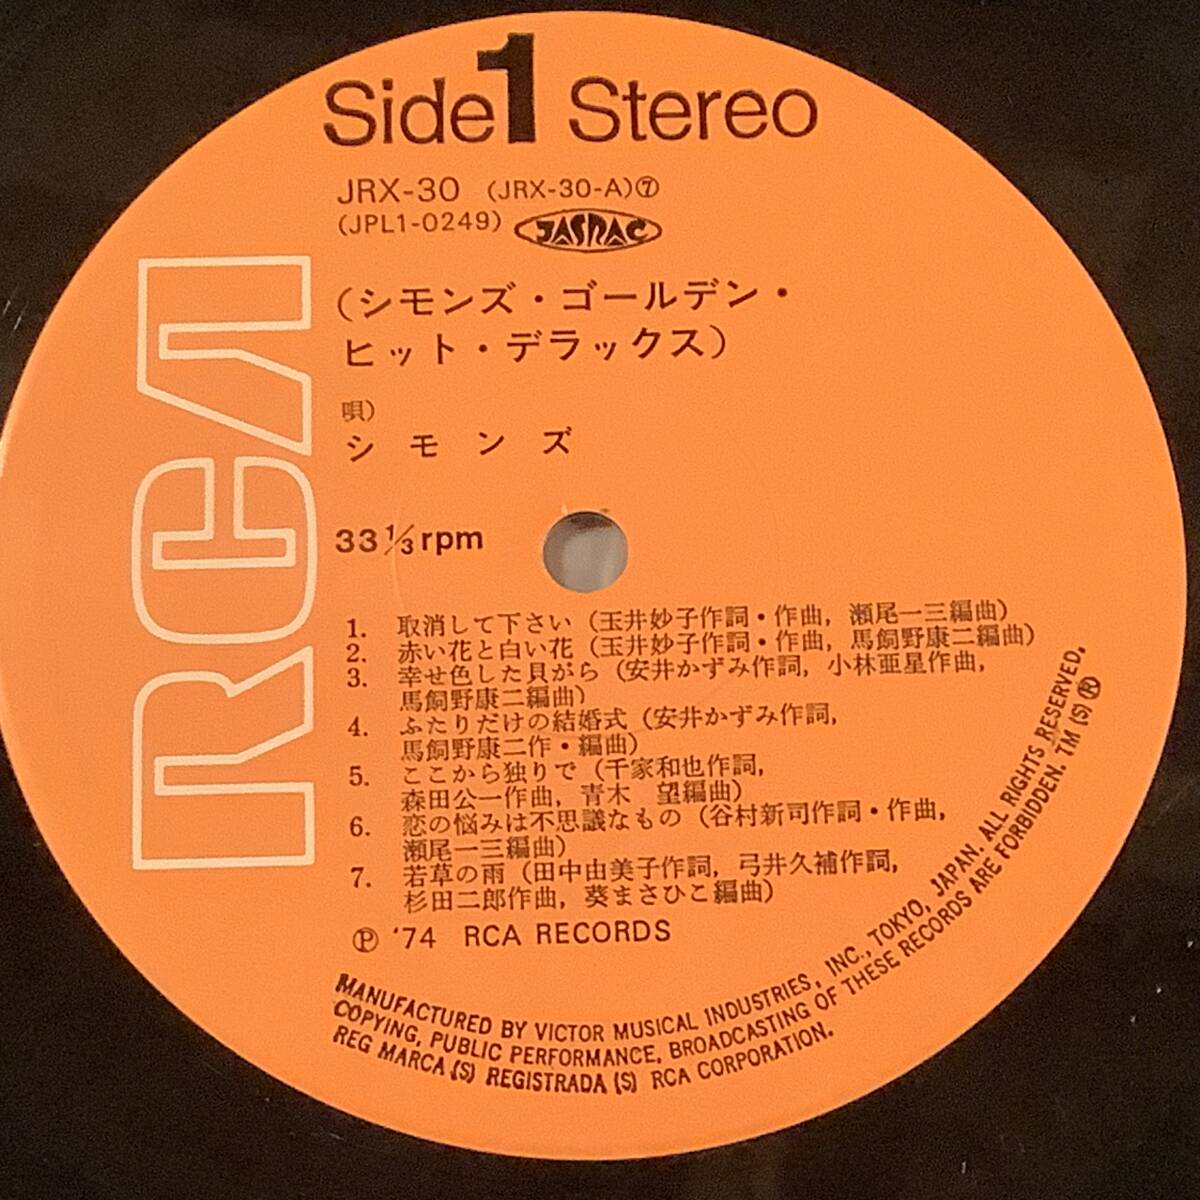 Side 1 Stereo
JRX-30 (JRX-30-A)⑦
(JPL1-0249) JASRAC
(シモンズ・ゴールデン・
ヒット・デラックス)
唄)
シモンズ
33 1/3 rpm
1. 取消して下さい (玉井妙子作詞・作曲, 瀬尾一三編曲)
2. 赤い花と白い花 (玉井妙子作詞・作曲, 馬飼野康二編曲)
3. 幸せ色した貝がら (安井かずみ作詞, 小林亜星作曲,
馬飼野康二編曲)
4. ふたりだけの結婚式 (安井かずみ作詞,
馬飼野康二作・編曲)
5. ここから独りで (千家和也作詞,
森田公一作曲, 青木 望編曲)
6. 恋の悩みは不思議なもの (谷村新司作詞・作曲,
瀬尾一三編曲)
7. 若草の雨 (田中由美子作詞, 弓井久補作詞,
杉田二郎作曲, 葵まさひこ編曲)
℗ '74 RCA RECORDS
MANUFACTURED BY VICTOR MUSICAL INDUSTRIES, INC., TOKYO, JAPAN. ALL RIGHTS RESERVED.
COPYING, PUBLIC PERFORMANCE, BROADCASTING OF THESE RECORDS ARE FORBIDDEN. TM (S) ®
REG MARCA (S) REGISTRADA (S) RCA CORPORATION.
RCA